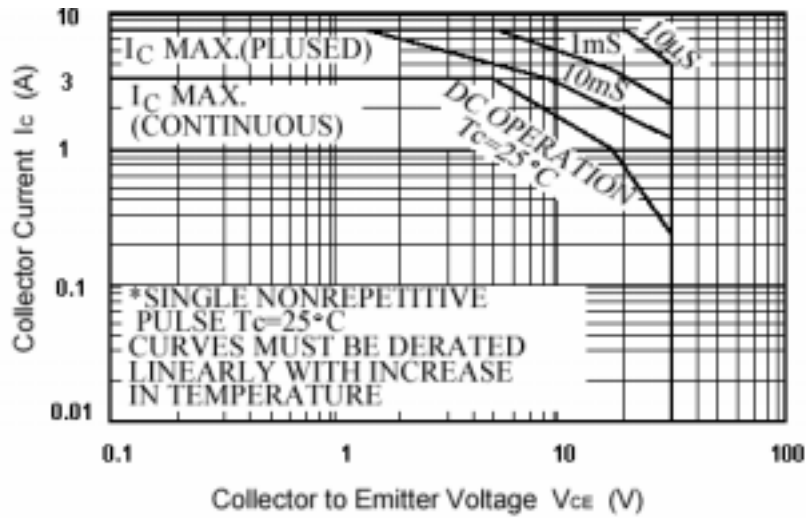 10
3
1
0.1
0.01
Collector Current Ic (A)
IC MAX.(PLUSED)
IC MAX.
(CONTINUOUS)
1mS
10µS
10mS
DC OPERATION
Tc=25°C
*SINGLE NONREPETITIVE
PULSE Tc=25°C
CURVES MUST BE DERATED
LINEARLY WITH INCREASE
IN TEMPERATURE
0.1
1
10
100
Collector to Emitter Voltage VCE (V)